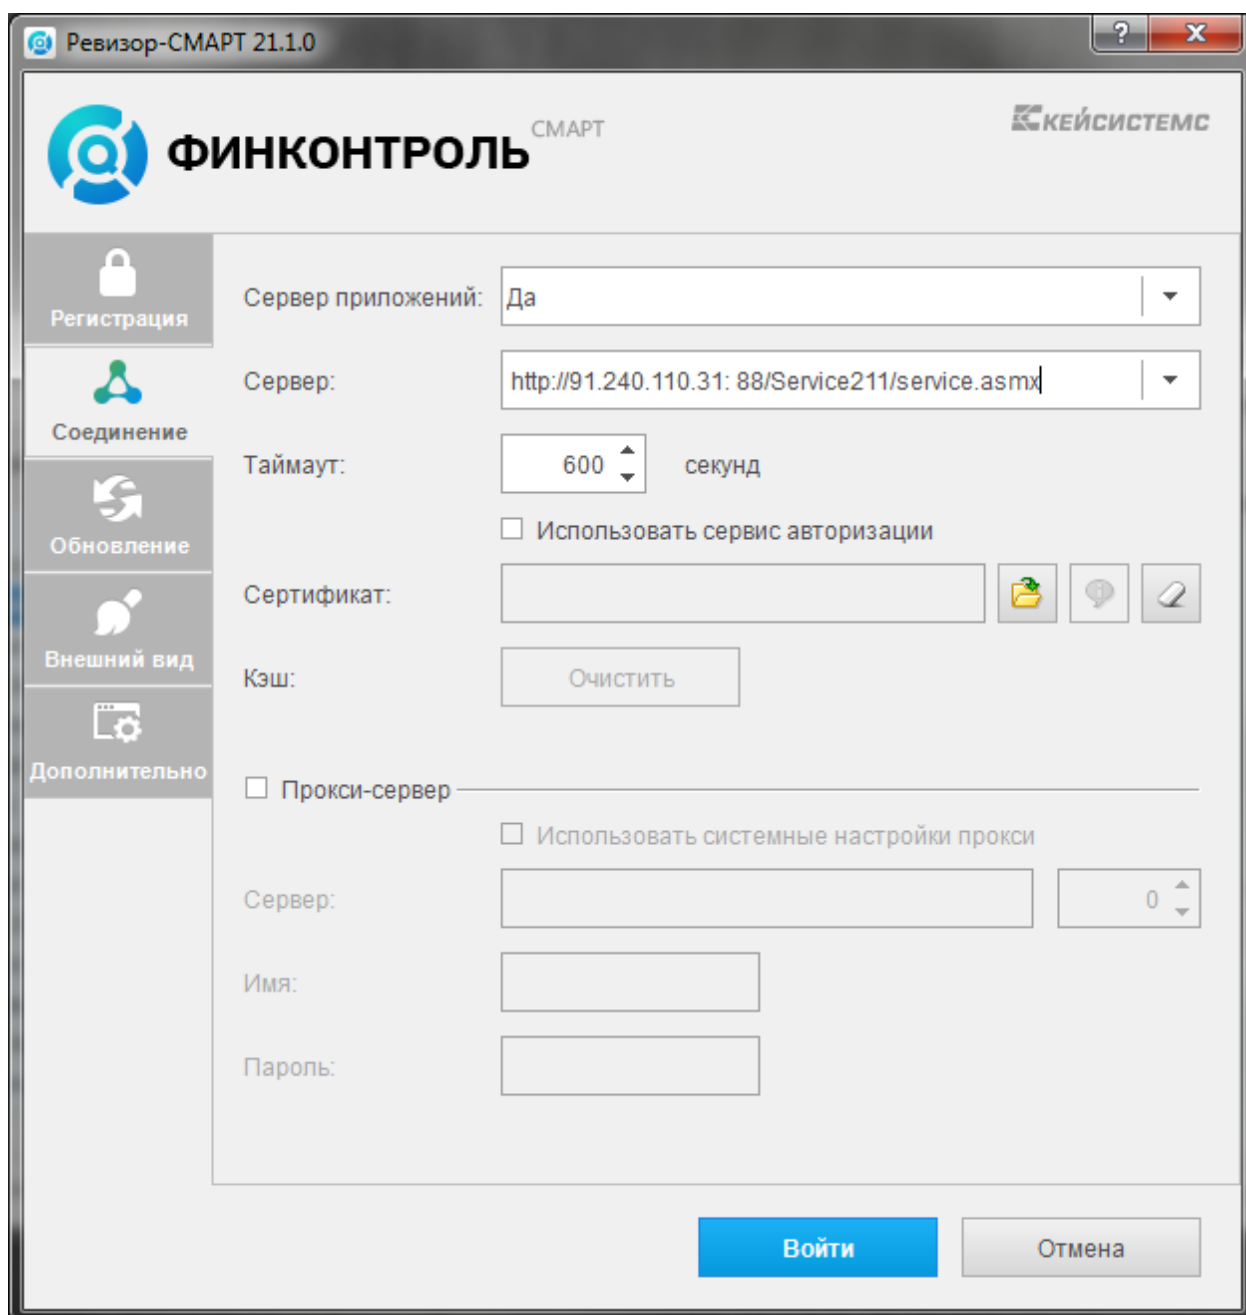 Ревизор-СМАРТ 21.1.0
?
ФИНКОНТРОЛЬ СМАРТ
КЕЙСИСТЕМС
Регистрация
Соединение
Обновление
Внешний вид
Дополнительно
Сервер приложений: Да
Сервер: http://91.240.110.31: 88/Service211/service.asmx
Таймаут: 600 секунд
Использовать сервис авторизации
Сертификат:
Кэш: Очистить
Прокси-сервер
Использовать системные настройки прокси
Сервер: 0
Имя:
Пароль:
Войти Отмена